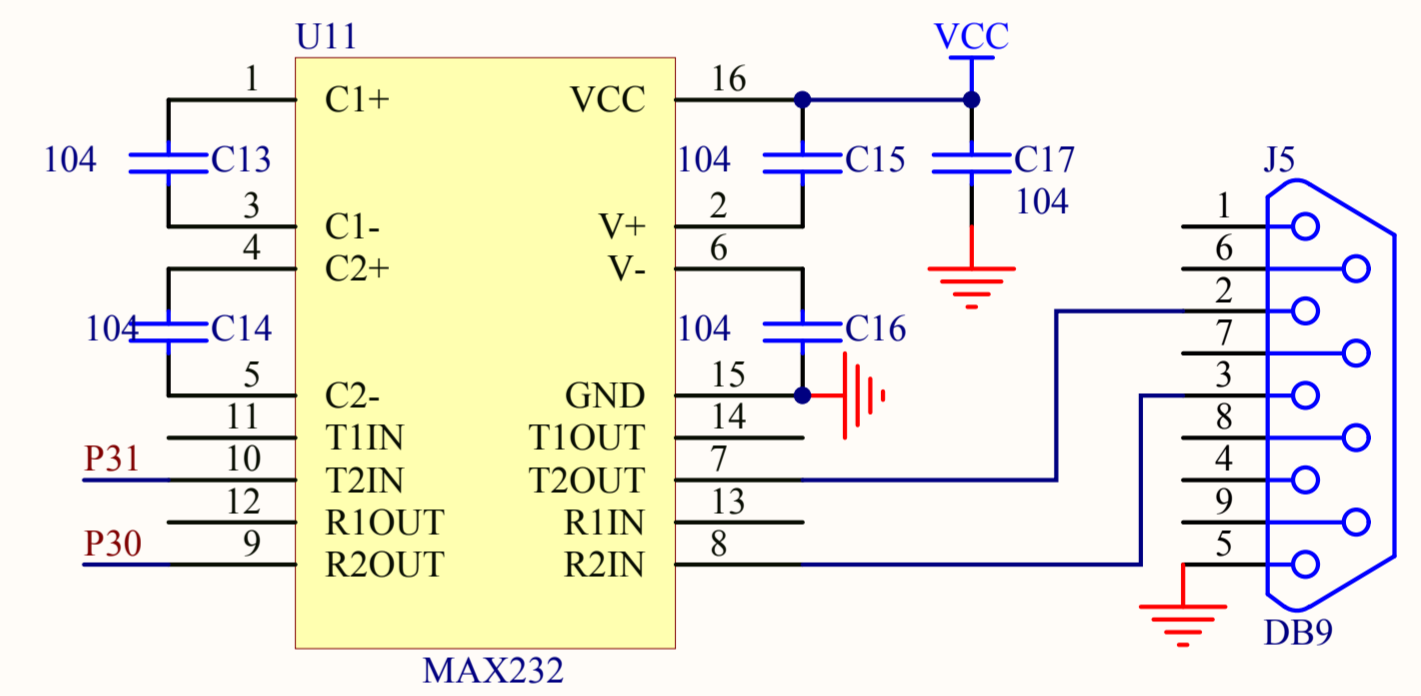 U11
VCC
1
C1+
VCC
16
104
C13
104
C15
C17
104
J5
3
C1-
V+
2
1
4
C2+
V-
6
6
2
104
C14
104
C16
7
5
C2-
GND
15
3
11
T1IN
T1OUT
14
8
P31
10
T2IN
T2OUT
7
4
12
R1OUT
R1IN
13
9
P30
9
R2OUT
R2IN
8
5
MAX232
DB9